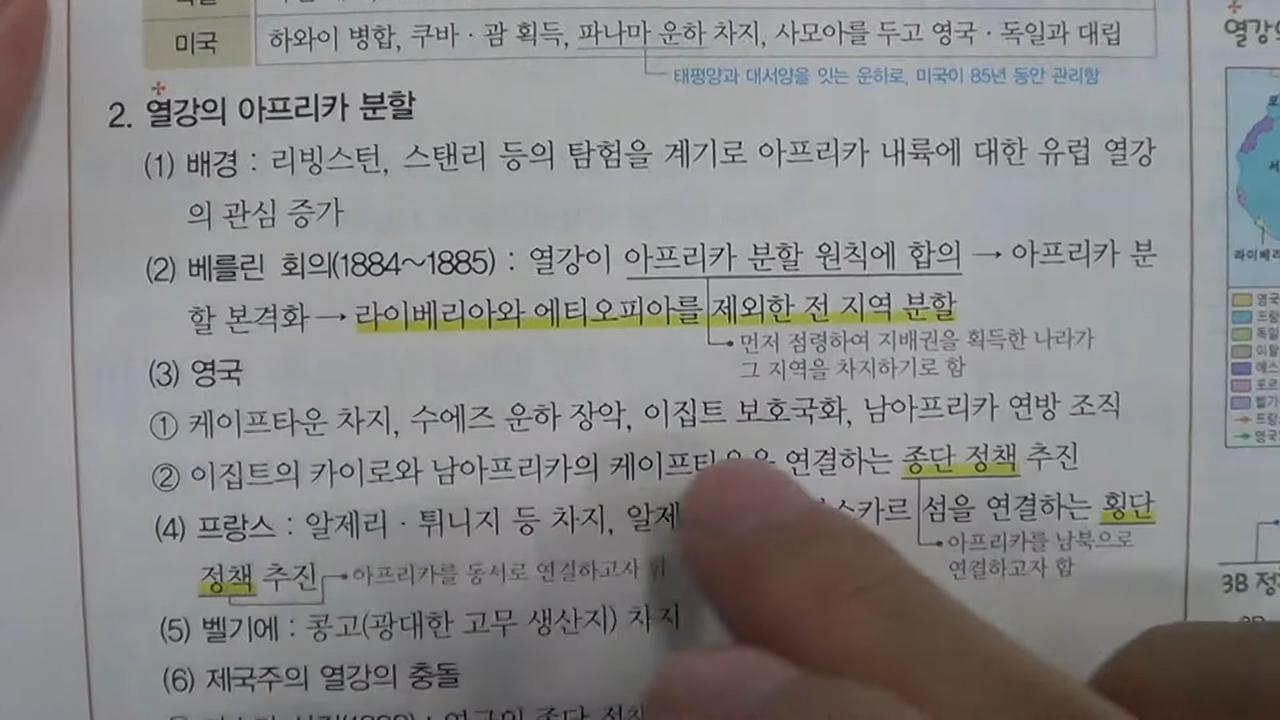 미국
하와이 병합, 쿠바 · 괌 획득, 파나마 운하 차지, 사모아를 두고 영국 · 독일과 대립
태평양과 대서양을 잇는 운하로, 미국이 85년 동안 관리함
2. 열강의 아프리카 분할
(1) 배경 : 리빙스턴, 스탠리 등의 탐험을 계기로 아프리카 내륙에 대한 유럽 열강
의 관심 증가
(2) 베를린 회의(1884~1885) : 열강이 아프리카 분할 원칙에 합의 → 아프리카 분
할 본격화 → 라이베리아와 에티오피아를 제외한 전 지역 분할
먼저 점령하여 지배권을 획득한 나라가
그 지역을 차지하기로 함
(3) 영국
① 케이프타운 차지, 수에즈 운하 장악, 이집트 보호국화, 남아프리카 연방 조직
② 이집트의 카이로와 남아프리카의 연결하는 종단 정책 추진
(4) 프랑스 : 알제리 · 튀니지 등 차지, 섬을 연결하는 횡단
아프리카를 남북으로
연결하고자 함
정책 추진
아프리카를 동서로 연결하고자
(5) 벨기에 : 콩고(광대한 고무 생산지) 차지
(6) 제국주의 열강의 충돌
영국의 종단
3B